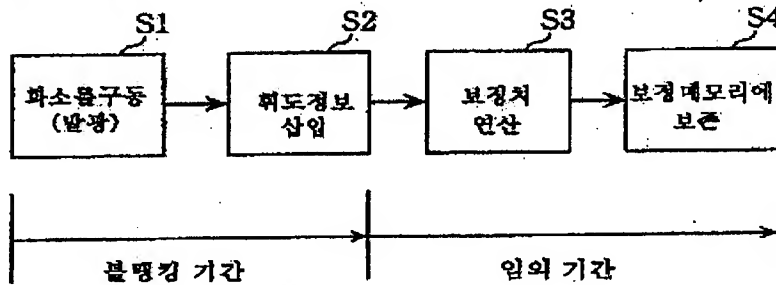 S1
S2
S3
S4
화소를구동
(발광)
휘도정보
삽입
보정치
연산
보정메모리에
보존
블랭킹 기간
임의 기간